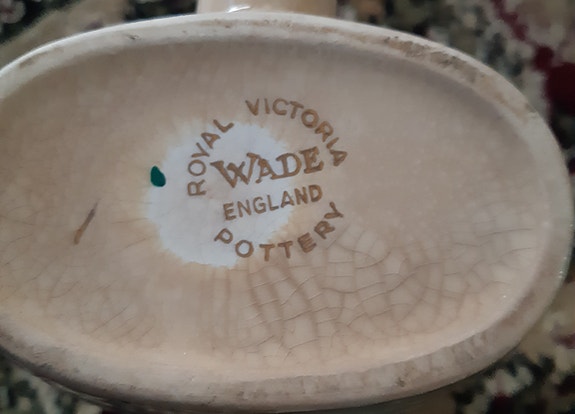 ROYAL VICTORIA
WADE
ENGLAND
POTTERY